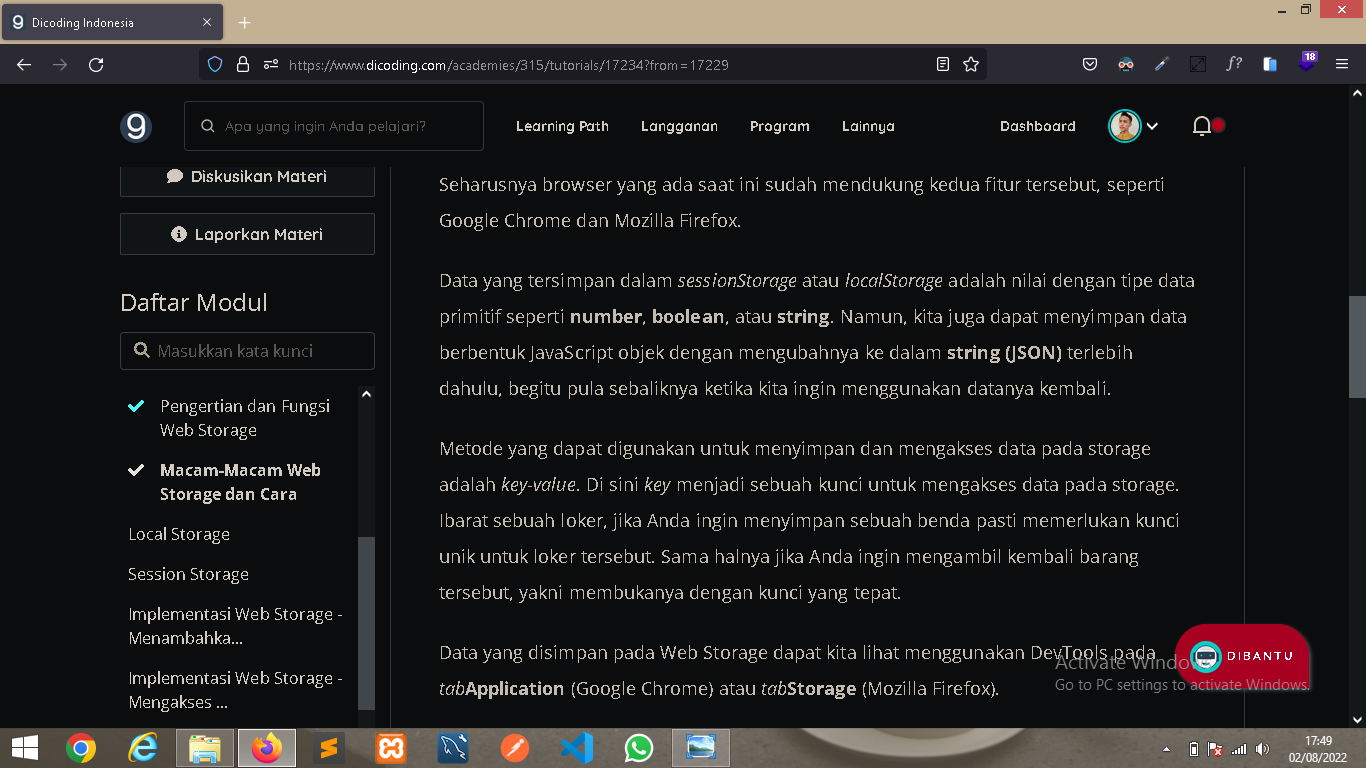 Dicoding Indonesia
https://www.dicoding.com/academies/315/tutorials/17234?from=17229
18
Apa yang ingin Anda pelajari?
Learning Path
Langganan
Program
Lainnya
Dashboard
Diskusikan Materi
Laporkan Materi
Daftar Modul
Masukkan kata kunci
Pengertian dan Fungsi
Web Storage
Macam-Macam Web
Storage dan Cara
Local Storage
Session Storage
Implementasi Web Storage -
Menambahka...
Implementasi Web Storage -
Mengakses ...
Seharusnya browser yang ada saat ini sudah mendukung kedua fitur tersebut, seperti
Google Chrome dan Mozilla Firefox.
Data yang tersimpan dalam sessionStorage atau localStorage adalah nilai dengan tipe data
primitif seperti number, boolean, atau string. Namun, kita juga dapat menyimpan data
berbentuk JavaScript objek dengan mengubahnya ke dalam string (JSON) terlebih
dahulu, begitu pula sebaliknya ketika kita ingin menggunakan datanya kembali.
Metode yang dapat digunakan untuk menyimpan dan mengakses data pada storage
adalah key-value. Di sini key menjadi sebuah kunci untuk mengakses data pada storage.
Ibarat sebuah loker, jika Anda ingin menyimpan sebuah benda pasti memerlukan kunci
unik untuk loker tersebut. Sama halnya jika Anda ingin mengambil kembali barang
tersebut, yakni membukanya dengan kunci yang tepat.
Data yang disimpan pada Web Storage dapat kita lihat menggunakan DevTools pada
tabApplication (Google Chrome) atau tabStorage (Mozilla Firefox).
DIBANTU
Activate Windo
Go to PC settings to activate Windows.
17:49
02/08/2022